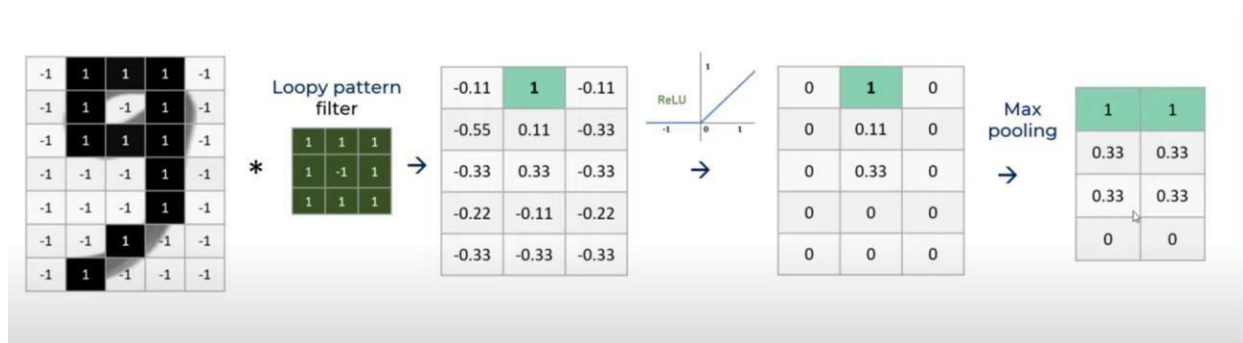 -1 1 1 1 -1
-1 1 -1 1 -1
-1 1 1 1 -1
-1 -1 -1 1 -1
-1 -1 -1 1 -1
-1 -1 1 -1 -1
-1 1 -1 -1 -1
*
Loopy pattern
filter
1 1 1
1 -1 1
1 1 1
→
-0.11 1 -0.11
-0.55 0.11 -0.33
-0.33 0.33 -0.33
-0.22 -0.11 -0.22
-0.33 -0.33 -0.33
1
ReLU
-1 0 1
→
0 1 0
0 0.11 0
0 0.33 0
0 0 0
0 0 0
Max
pooling
→
1 1
0.33 0.33
0.33 0.33
0 0